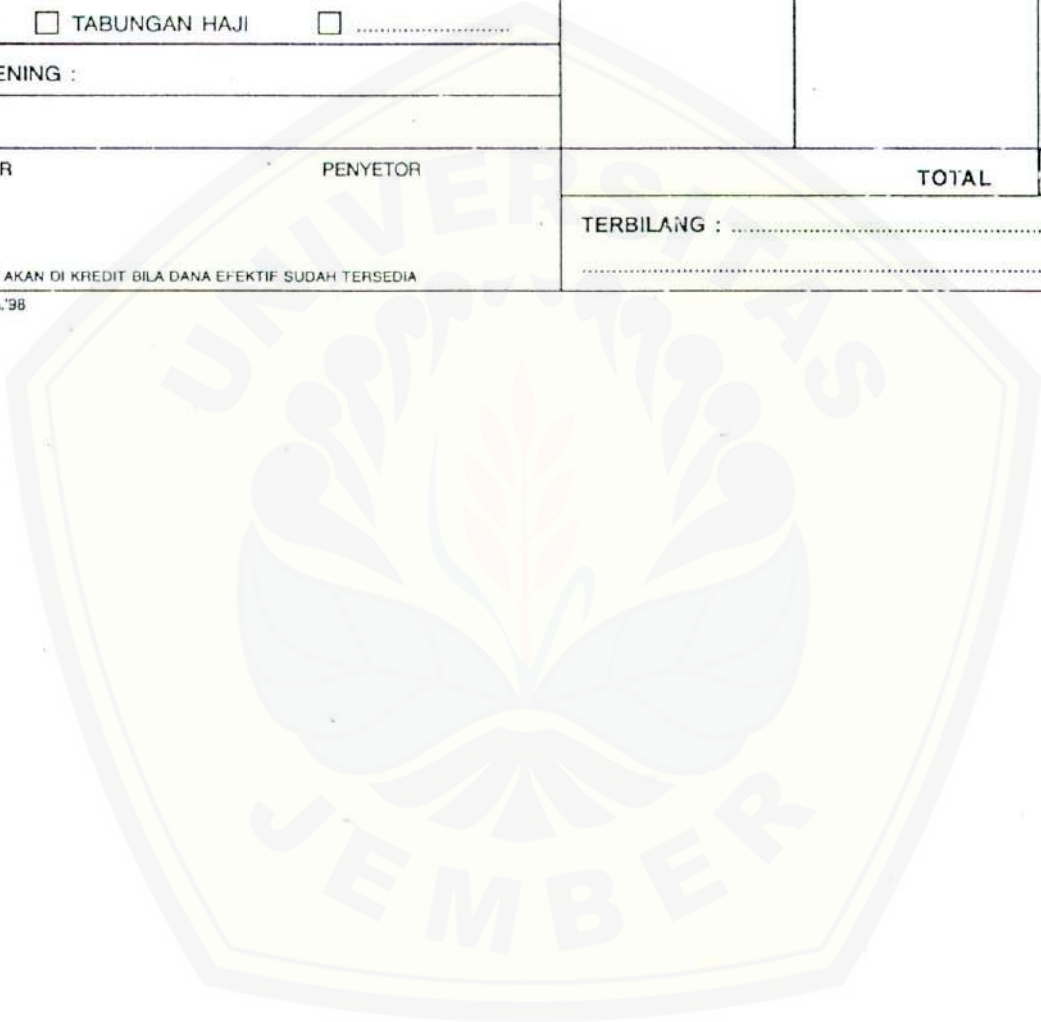 ☐ TABUNGAN HAJI ☐ ..............................
ENING :
R PENYETOR
TOTAL
TERBILANG : ..............................
..............................
AKAN DI KREDIT BILA DANA EFEKTIF SUDAH TERSEDIA
.'98
UNIVERSITAS
JEMBER